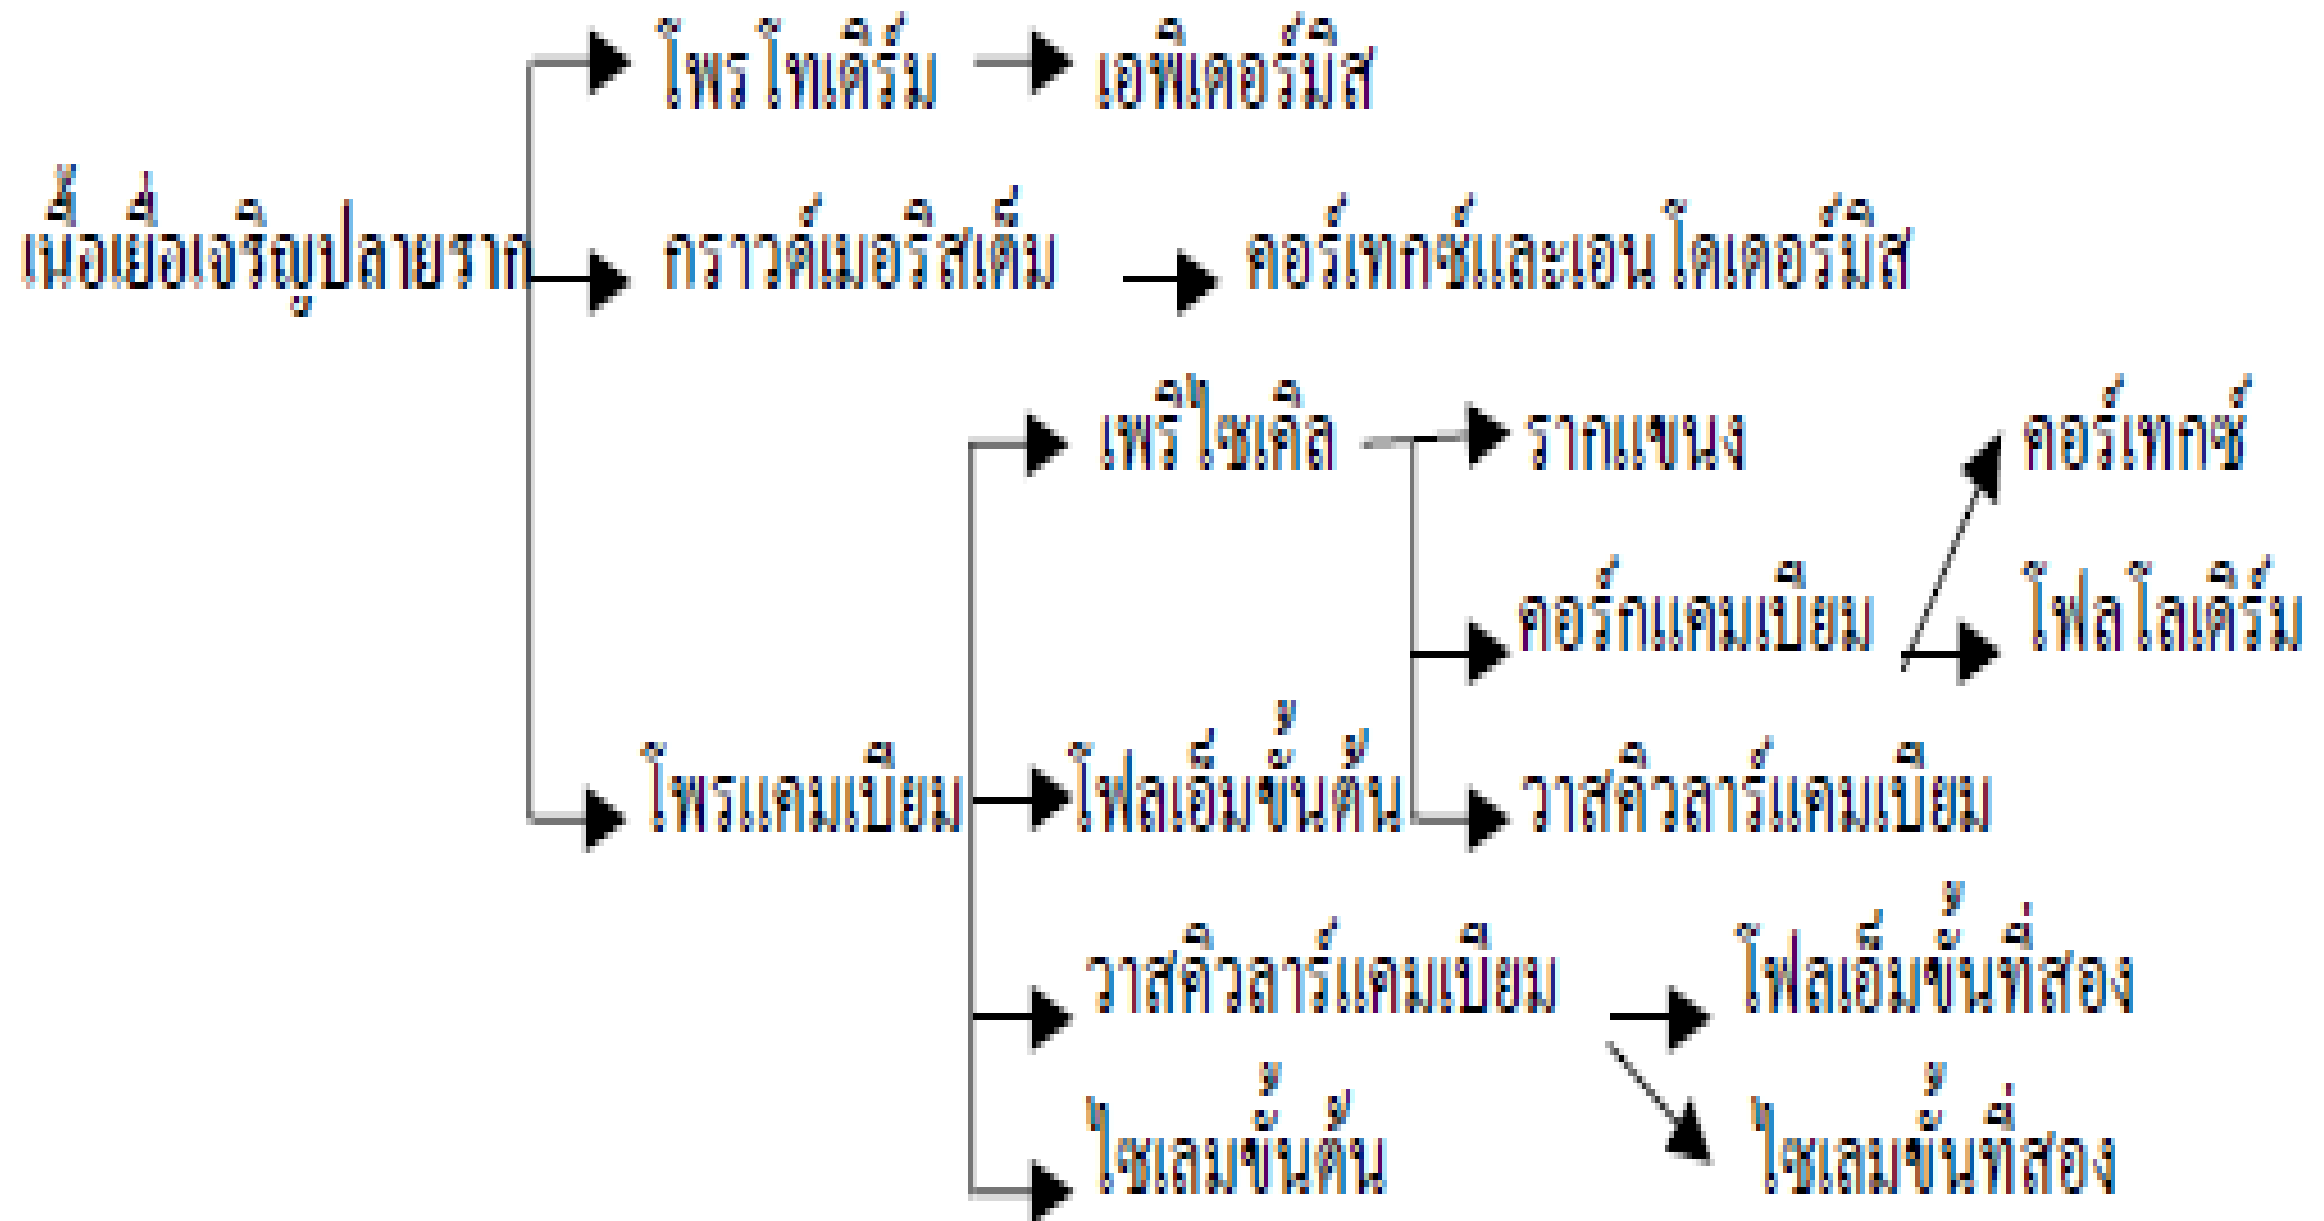 โพรโทเดิร์ม เอพิเดอร์มิส
เนื้อเยื่อเจริญปลายราก กราวด์เมอริสเต็ม คอร์เทกซ์และเอนโดเดอร์มิส
เพริไซเคิล รากแขนง คอร์เทกซ์
คอร์กแคมเบียม โฟลโลเดิร์ม
โพรแคมเบียม โฟลเอ็มขั้นต้น วาสคิวลาร์แคมเบียม
วาสคิวลาร์แคมเบียม โฟลเอ็มขั้นที่สอง
ไซเลมขั้นต้น ไซเลมขั้นที่สอง